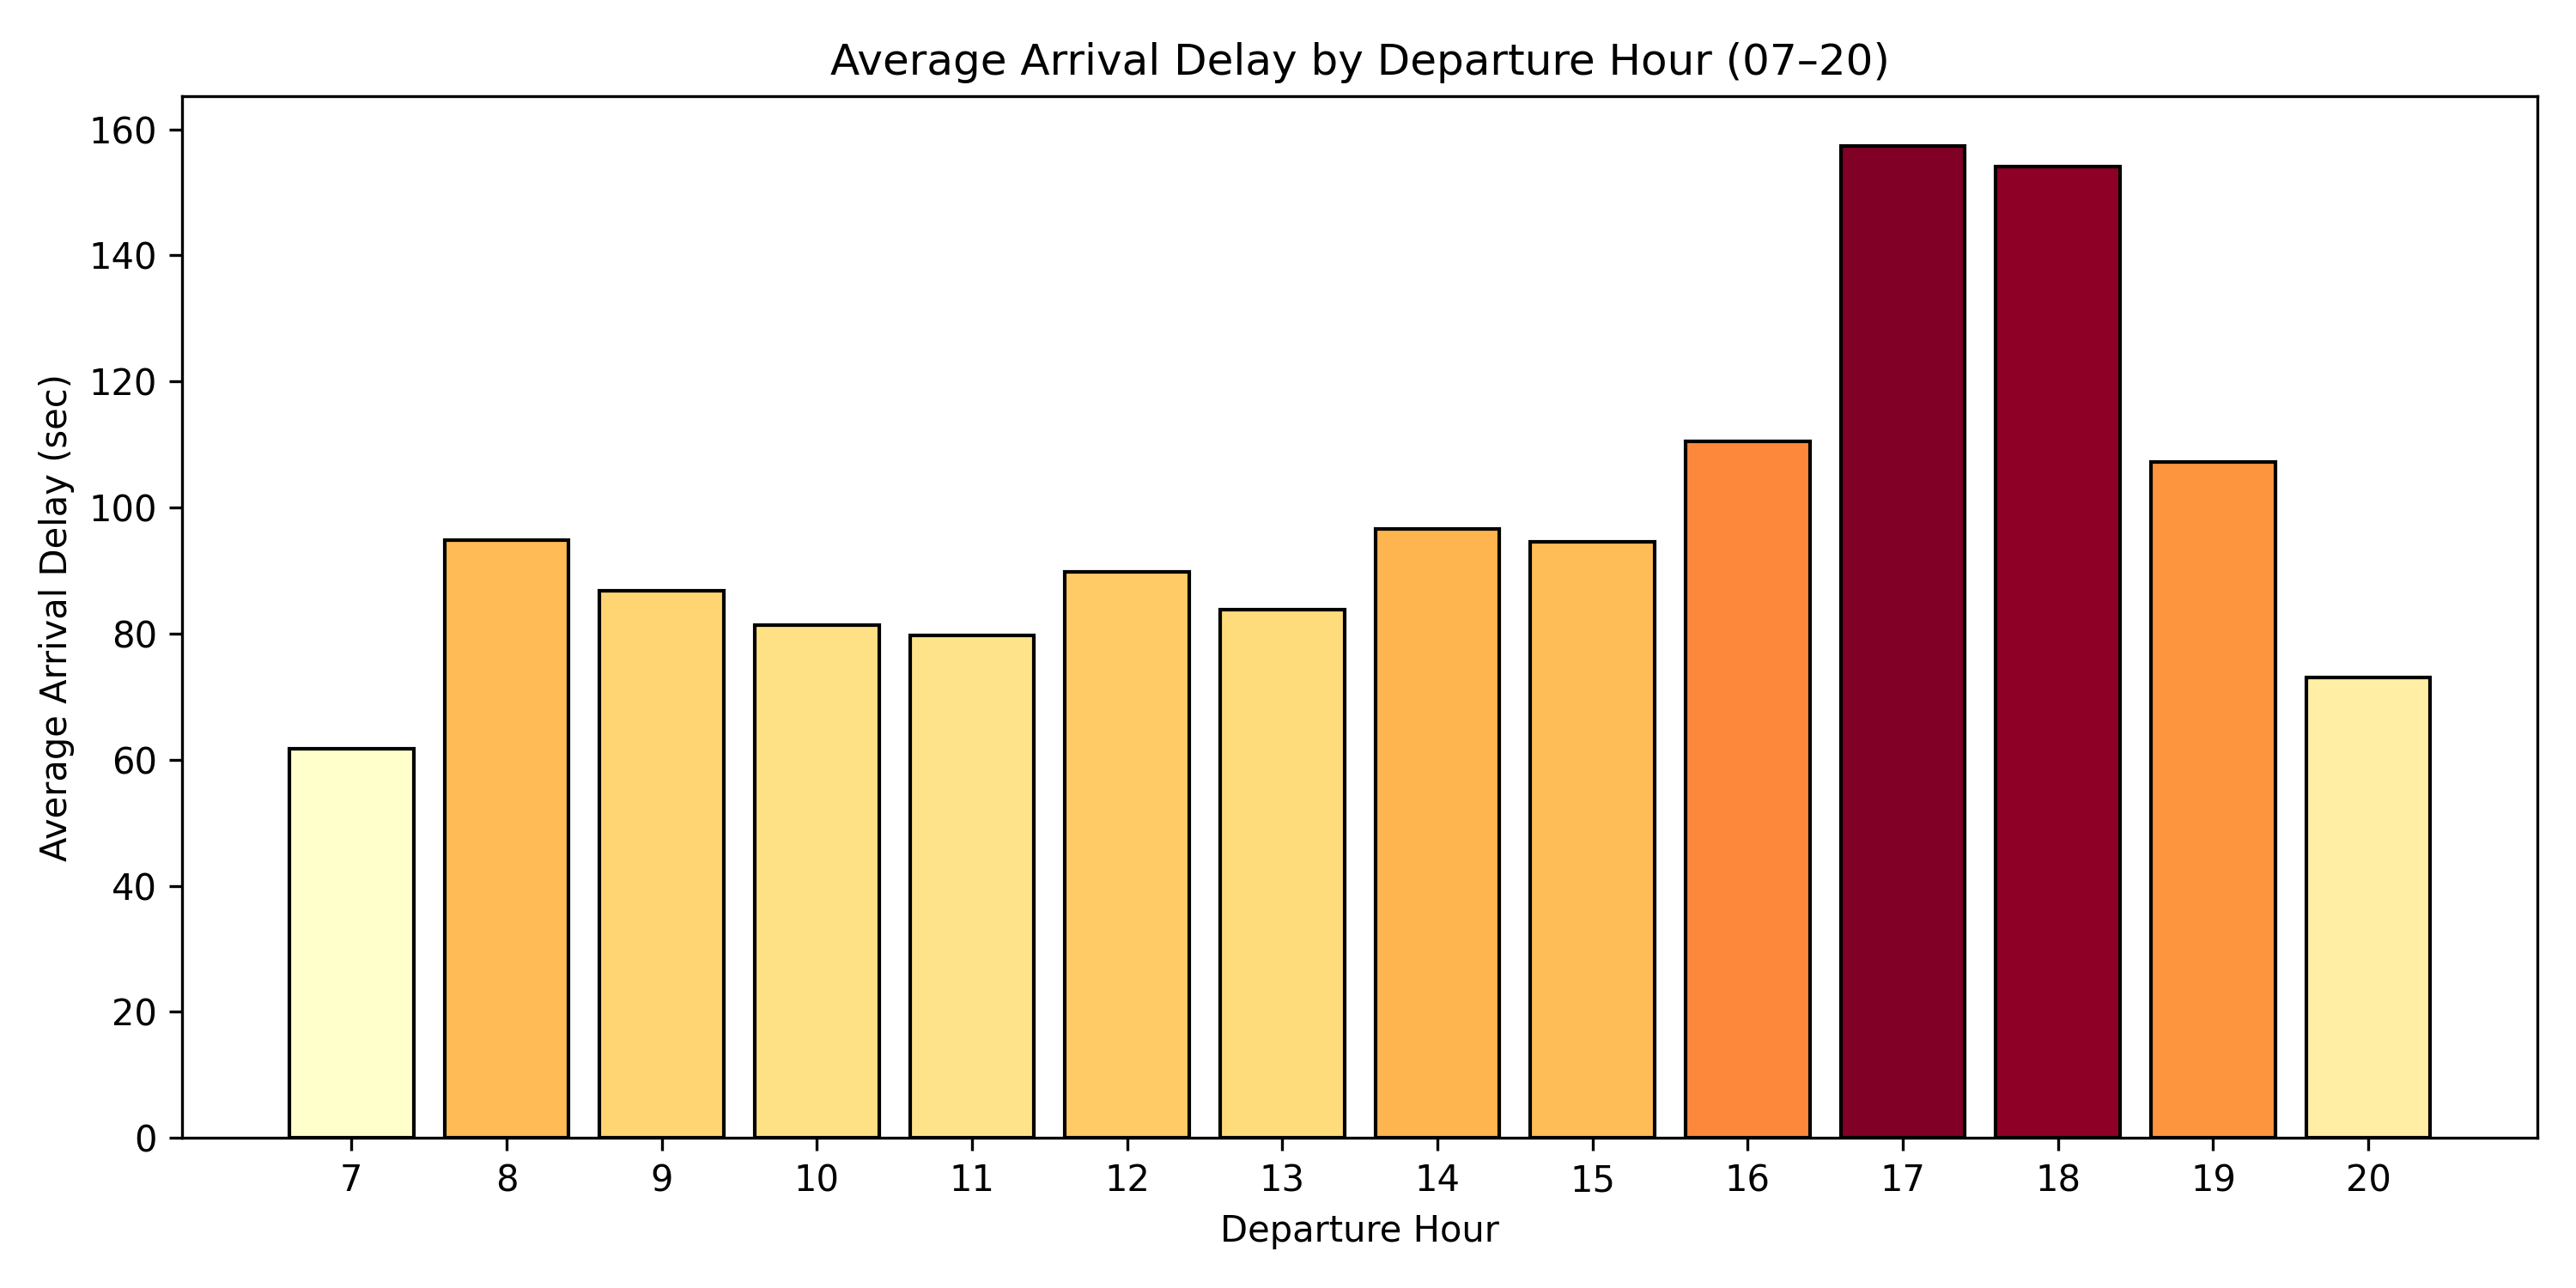 Average Arrival Delay by Departure Hour (07–20)
Average Arrival Delay (sec)
160
140
120
100
80
60
40
20
0
7 8 9 10 11 12 13 14 15 16 17 18 19 20
Departure Hour